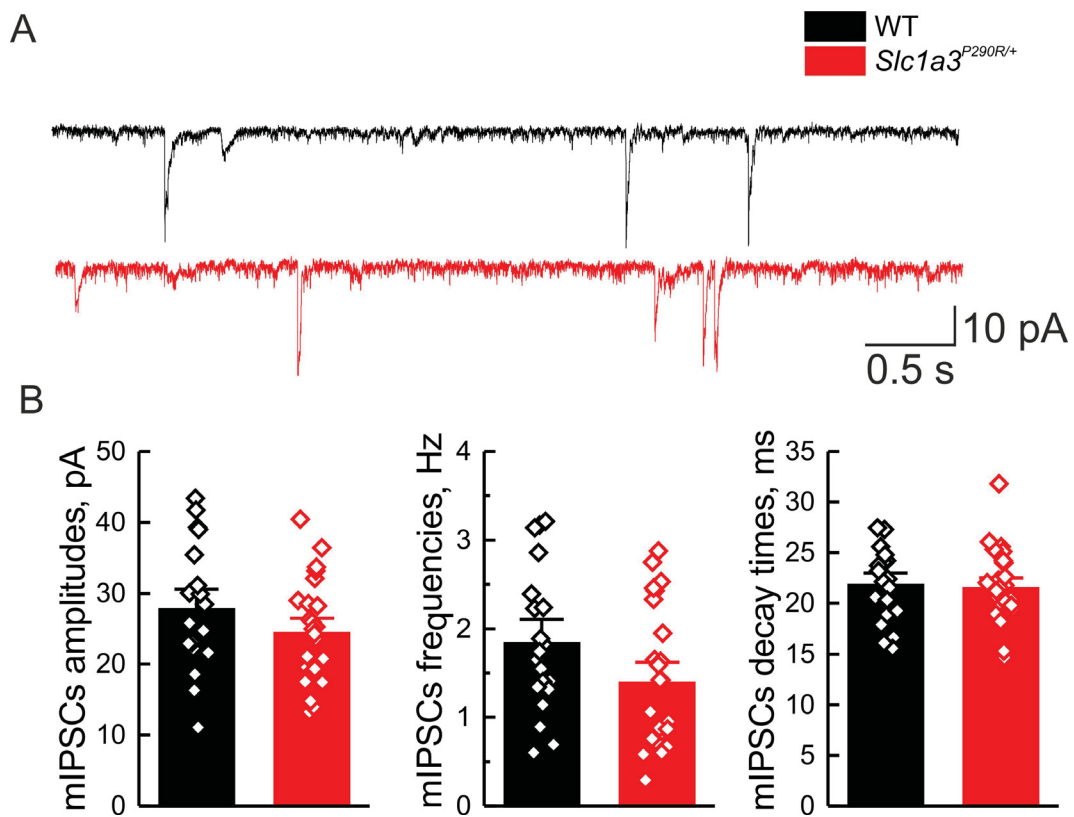 A
WT
Slc1a3P290R/+
10 pA
0.5 s
B
mIPSCs amplitudes, pA
50
40
30
20
10
0
mIPSCs frequencies, Hz
4
3
2
1
0
mIPSCs decay times, ms
35
30
25
20
15
10
5
0